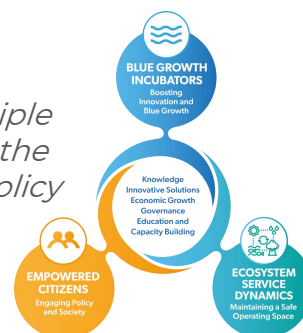 BLUE GROWTH
INCUBATORS
Boosting
Innovation and
Blue Growth
iple
the
olicy
Knowledge
Innovative Solutions
Economic Growth
Governance
Education and
Capacity Building
EMPOWERED
CITIZENS
Engaging Policy
and Society
ECOSYSTEM
SERVICE
DYNAMICS
Maintaining a Safe
Operating Space